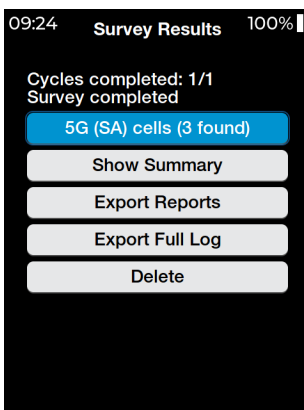 09:24 Survey Results 100%
Cycles completed: 1/1
Survey completed
5G (SA) cells (3 found)
Show Summary
Export Reports
Export Full Log
Delete